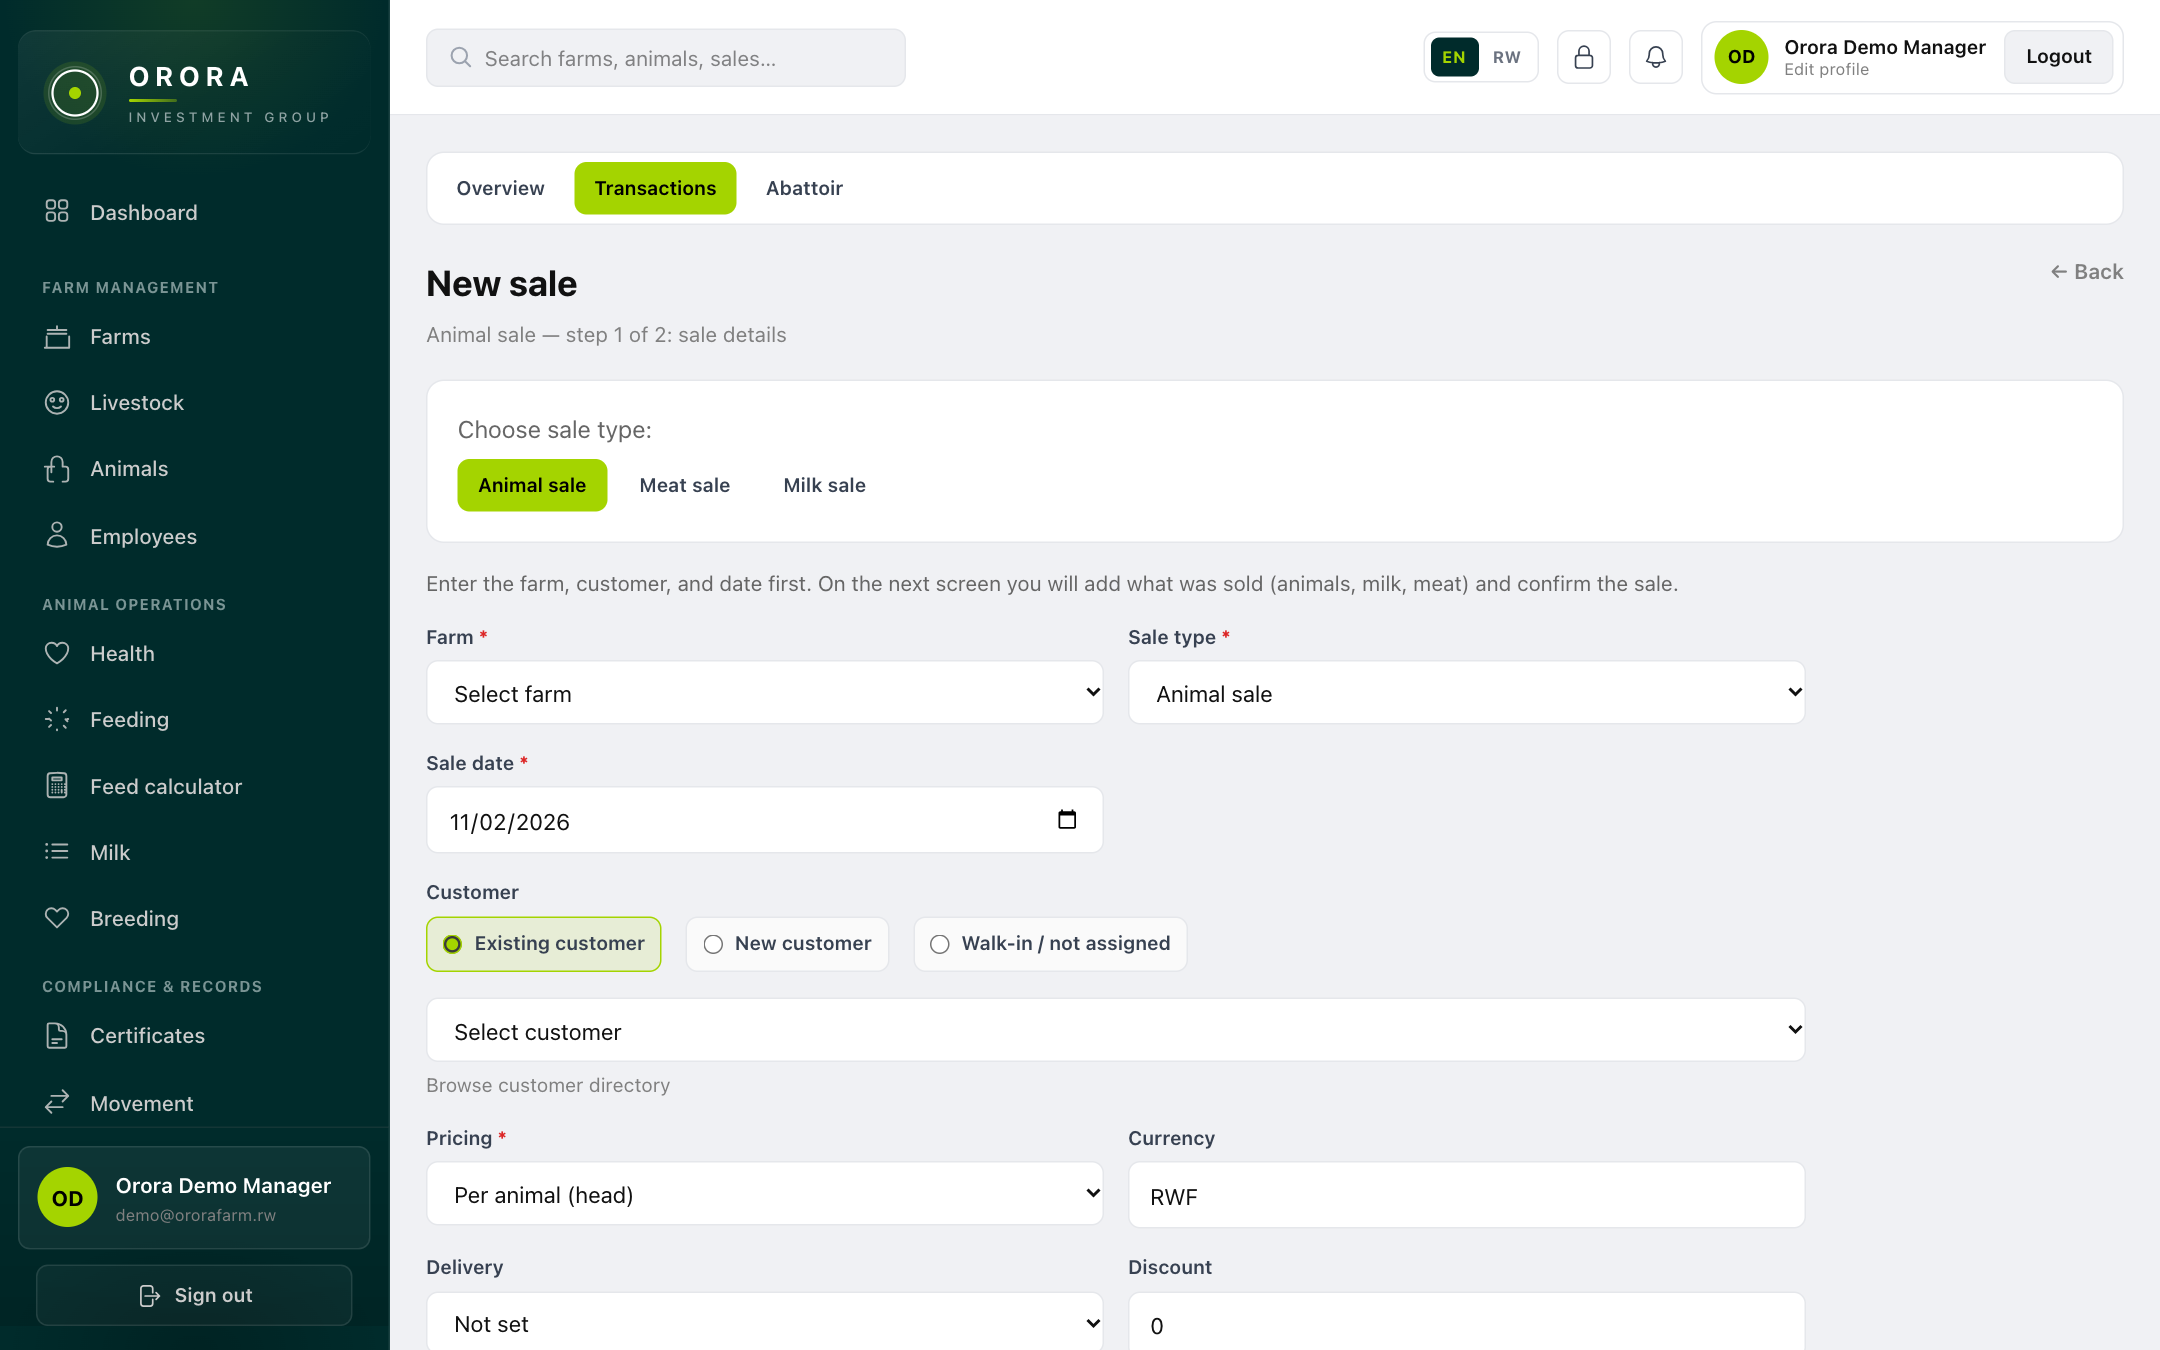 ORORA
INVESTMENT GROUP
Dashboard
FARM MANAGEMENT
Farms
Livestock
Animals
Employees
ANIMAL OPERATIONS
Health
Feeding
Feed calculator
Milk
Breeding
COMPLIANCE & RECORDS
Certificates
Movement
OD
Orora Demo Manager
demo@ororafarm.rw
Sign out
Search farms, animals, sales...
EN RW
OD
Orora Demo Manager
Edit profile
Logout
Overview Transactions Abattoir
New sale
← Back
Animal sale — step 1 of 2: sale details
Choose sale type:
Animal sale Meat sale Milk sale
Enter the farm, customer, and date first. On the next screen you will add what was sold (animals, milk, meat) and confirm the sale.
Farm * Sale type *
Select farm Animal sale
Sale date *
11/02/2026
Customer
Existing customer New customer Walk-in / not assigned
Select customer
Browse customer directory
Pricing * Currency
Per animal (head) RWF
Delivery Discount
Not set 0